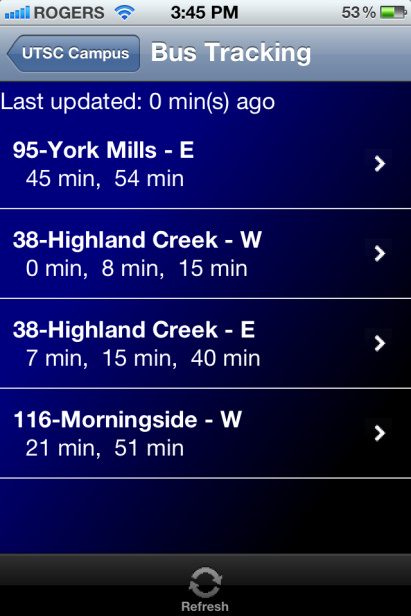 ROGERS 3:45 PM 53%
UTSC Campus Bus Tracking
Last updated: 0 min(s) ago
95-York Mills - E
45 min, 54 min
38-Highland Creek - W
0 min, 8 min, 15 min
38-Highland Creek - E
7 min, 15 min, 40 min
116-Morningside - W
21 min, 51 min
Refresh